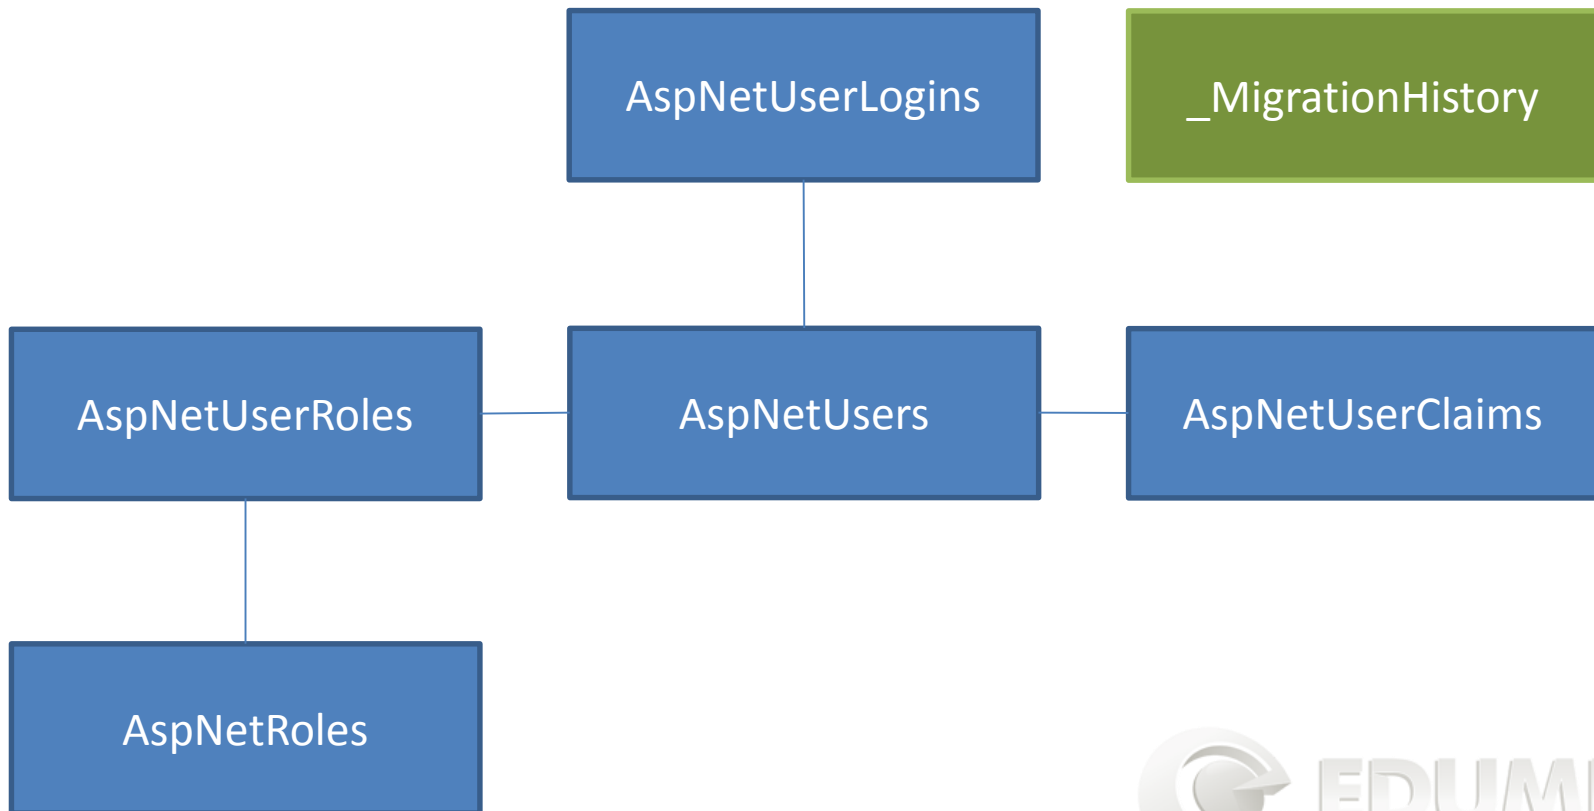 AspNetUserLogins
_MigrationHistory
AspNetUserRoles
AspNetUsers
AspNetUserClaims
AspNetRoles